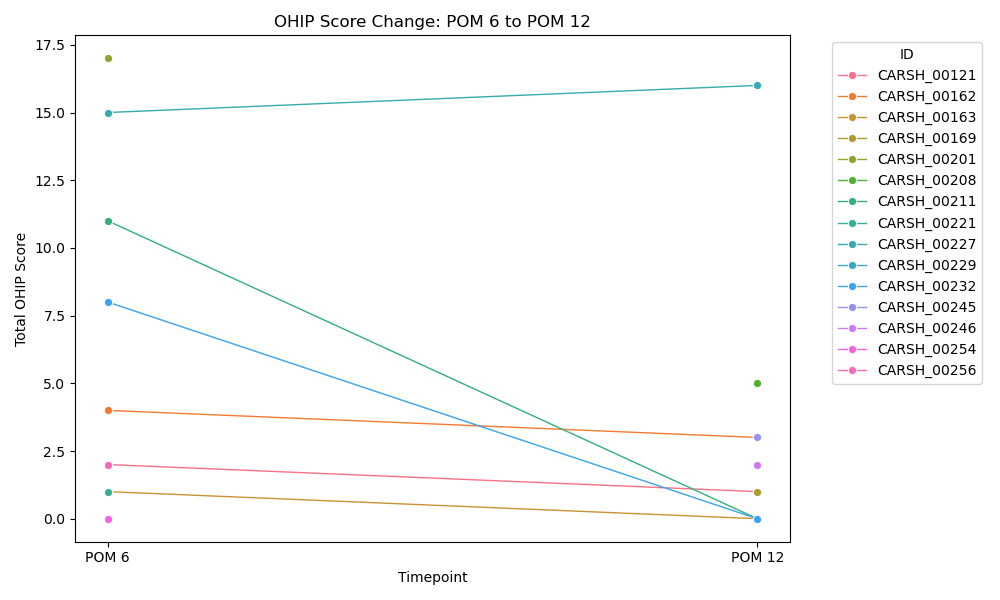 OHIP Score Change: POM 6 to POM 12
Total OHIP Score
17.5
15.0
12.5
10.0
7.5
5.0
2.5
0.0
POM 6
POM 12
Timepoint
ID
CARSH_00121
CARSH_00162
CARSH_00163
CARSH_00169
CARSH_00201
CARSH_00208
CARSH_00211
CARSH_00221
CARSH_00227
CARSH_00229
CARSH_00232
CARSH_00245
CARSH_00246
CARSH_00254
CARSH_00256